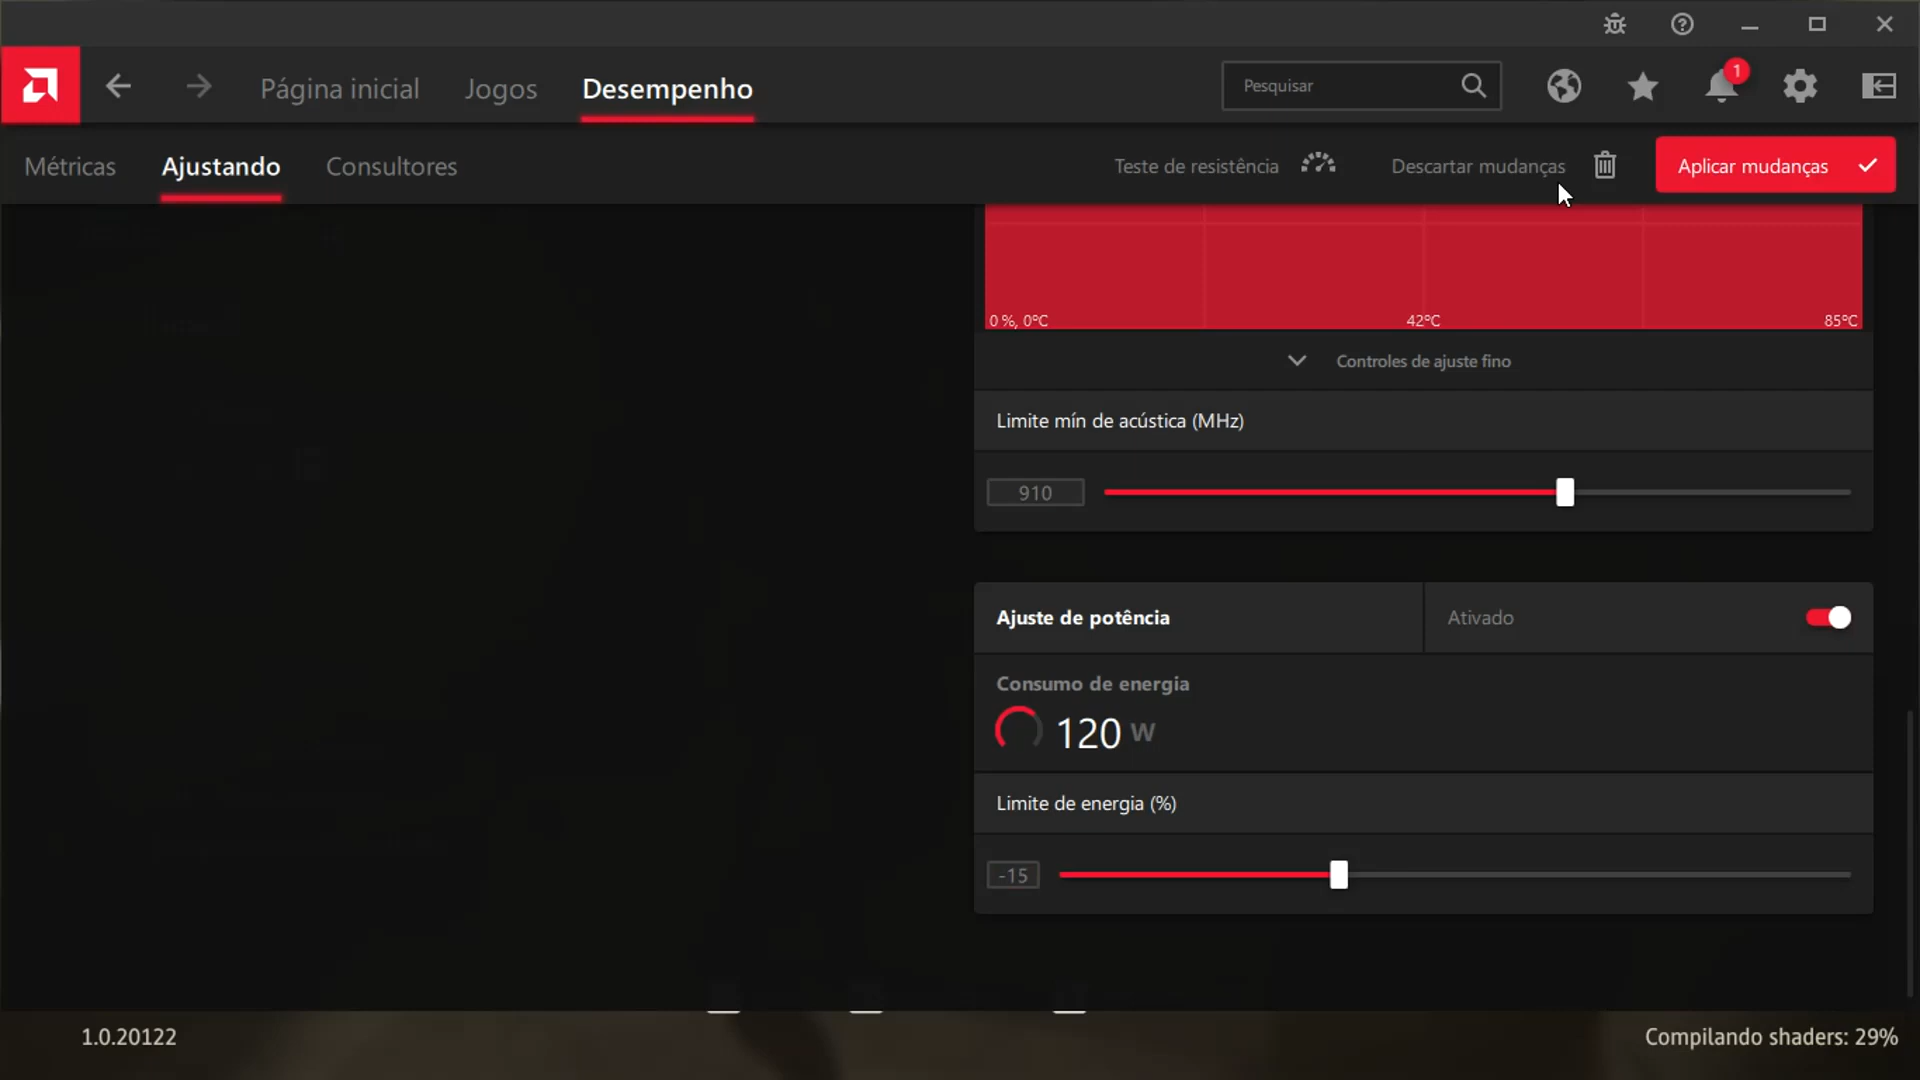 Página inicial Jogos Desempenho Pesquisar 1
Métricas Ajustando Consultores Teste de resistência Descartar mudanças Aplicar mudanças
0 %, 0°C 42°C 85°C
Controles de ajuste fino
Limite mín de acústica (MHz)
910
Ajuste de potência Ativado
Consumo de energia
120 W
Limite de energia (%)
-15
1.0.20122 Compilando shaders: 29%